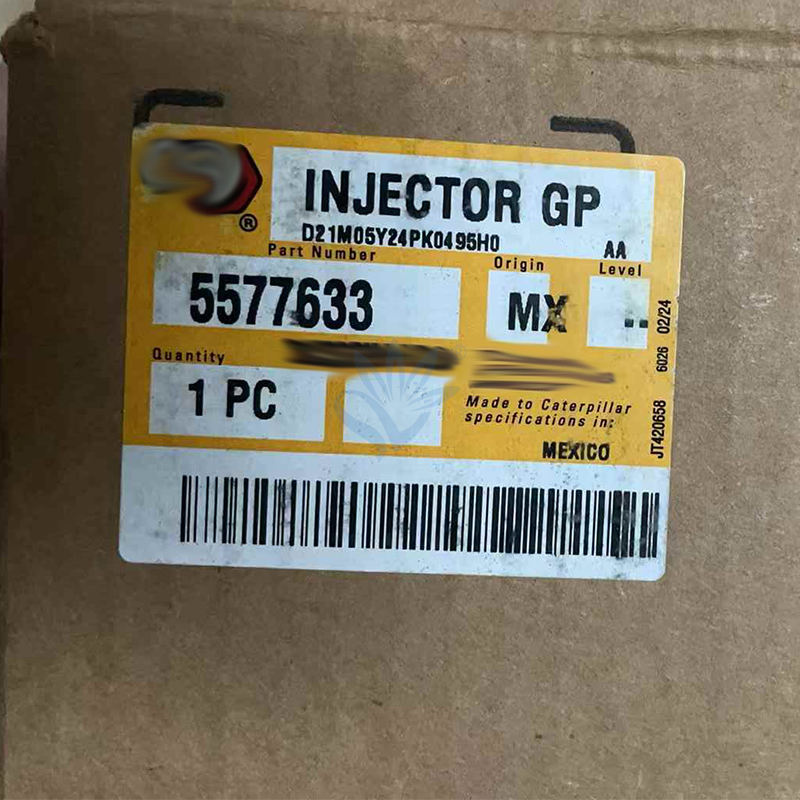 ®
INJECTOR GP
D21M05Y24PK0495H0
AA
Part Number
Origin
Level
5577633
MX
--
Quantity
1 PC
Made to Caterpillar
specifications in:
MEXICO
JT420658 6026 02/24